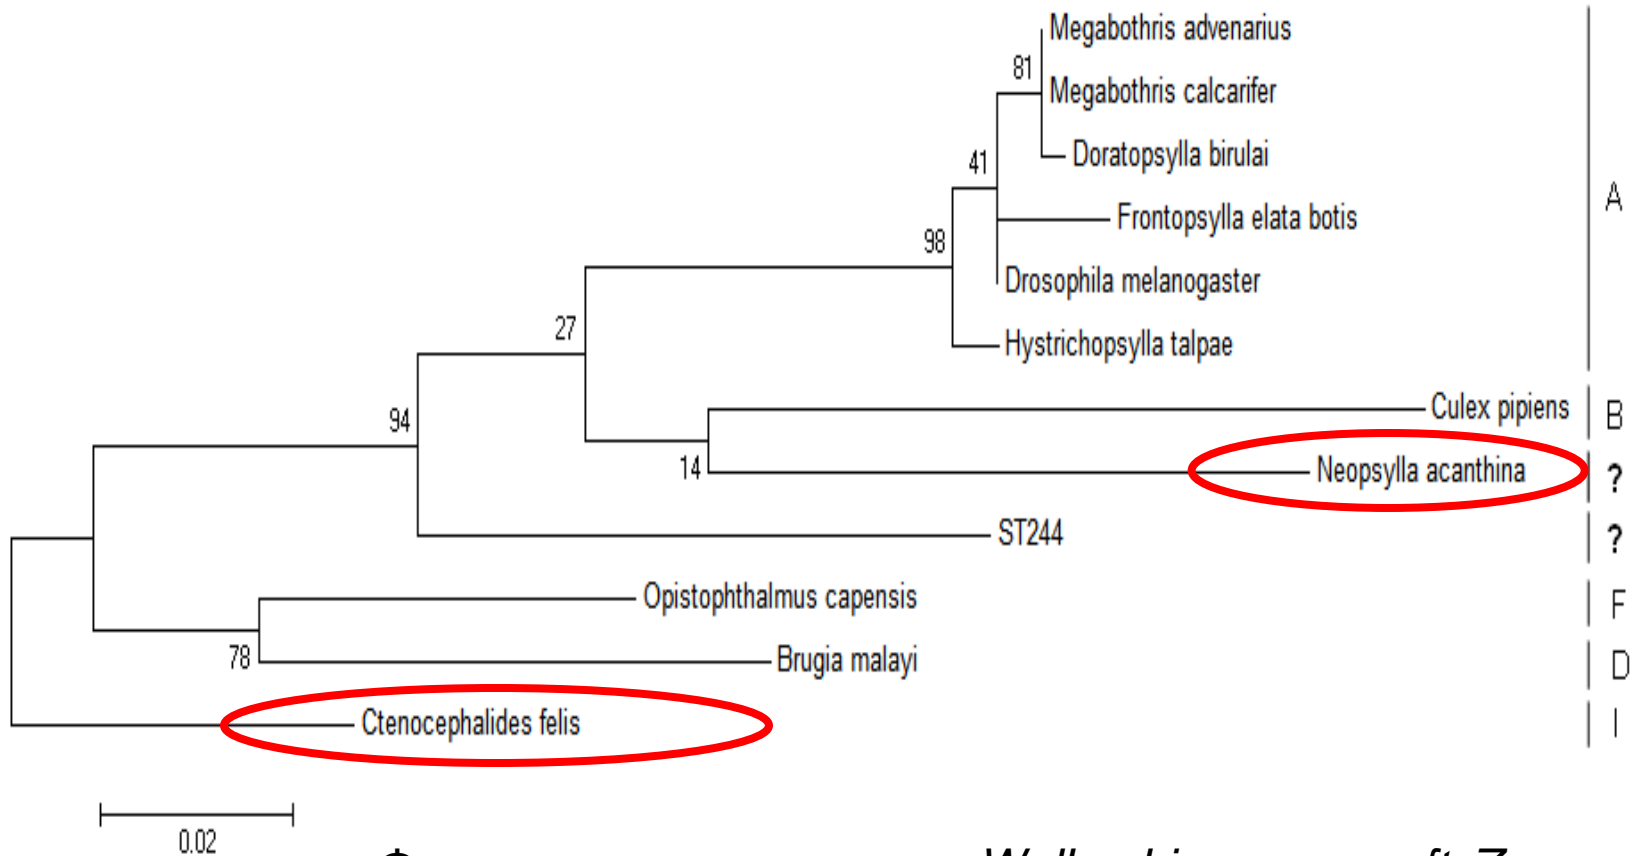 Megabothris advenarius
81
Megabothris calcarifer
Doratopsylla birulai
41
A
Frontopsylla elata botis
98
Drosophila melanogaster
27
Hystrichopsylla talpae
94
Culex pipiens
B
14
Neopsylla acanthina
?
ST244
?
Opistophthalmus capensis
F
78
Brugia malayi
D
Ctenocephalides felis
I
0.02